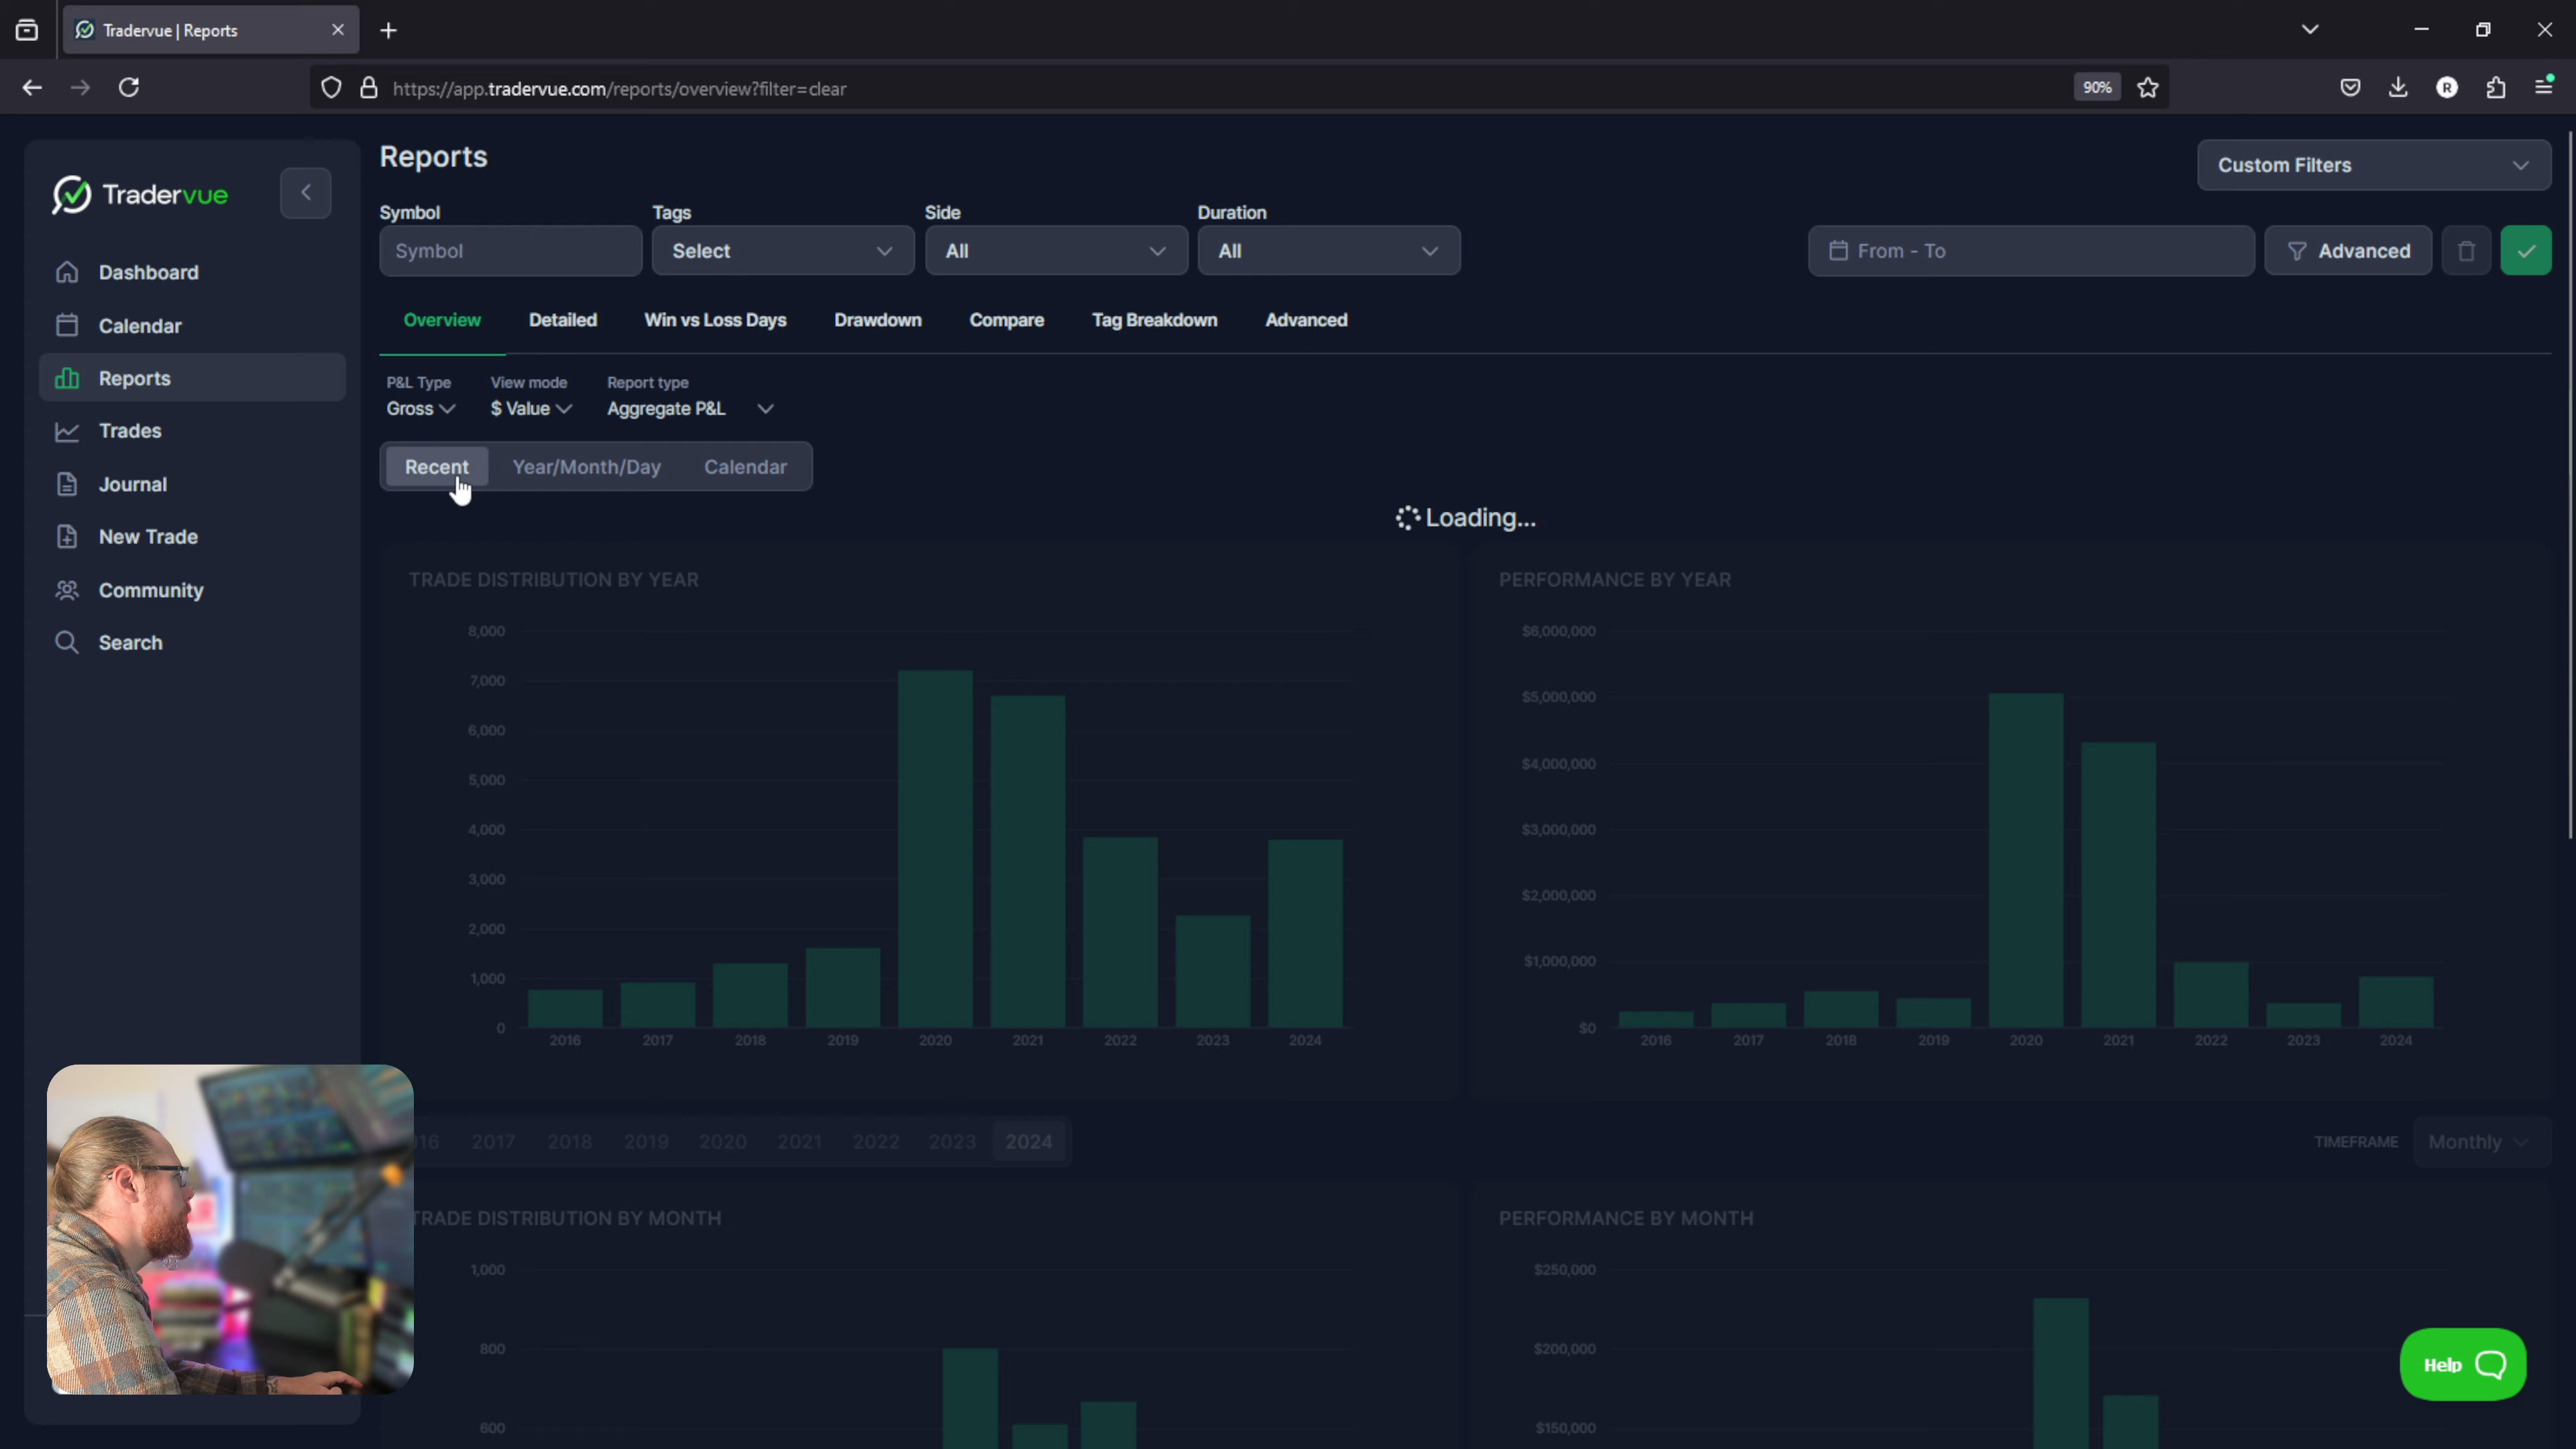 Tradervue | Reports
https://app.tradervue.com/reports/overview?filter=clear
90%
R
Tradervue
Dashboard
Calendar
Reports
Trades
Journal
New Trade
Community
Search
Reports
Custom Filters
Symbol
Tags
Side
Duration
Symbol
Select
All
All
From - To
Advanced
Overview
Detailed
Win vs Loss Days
Drawdown
Compare
Tag Breakdown
Advanced
P&L Type
View mode
Report type
Gross
$ Value
Aggregate P&L
Recent
Year/Month/Day
Calendar
Loading...
TRADE DISTRIBUTION BY YEAR
8,000
7,000
6,000
5,000
4,000
3,000
2,000
1,000
0
2016 2017 2018 2019 2020 2021 2022 2023 2024
PERFORMANCE BY YEAR
$6,000,000
$5,000,000
$4,000,000
$3,000,000
$2,000,000
$1,000,000
$0
2016 2017 2018 2019 2020 2021 2022 2023 2024
16 2017 2018 2019 2020 2021 2022 2023 2024
TIMEFRAME
Monthly
TRADE DISTRIBUTION BY MONTH
1,000
800
600
PERFORMANCE BY MONTH
$250,000
$200,000
$150,000
Help